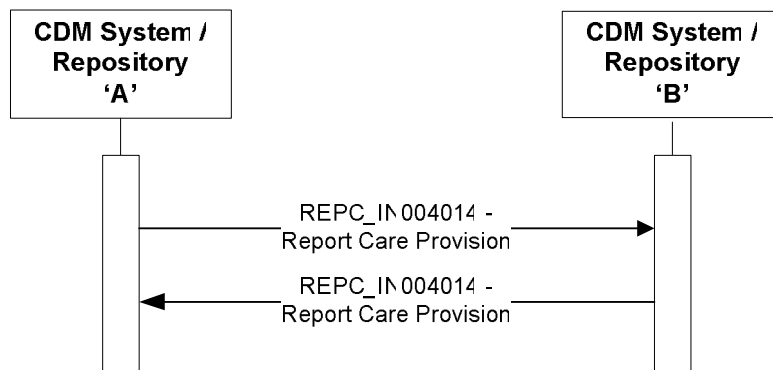 CDM System /
Repository
‘A’
CDM System /
Repository
‘B’
REPC_IN004014 -
Report Care Provision
REPC_IN004014 -
Report Care Provision